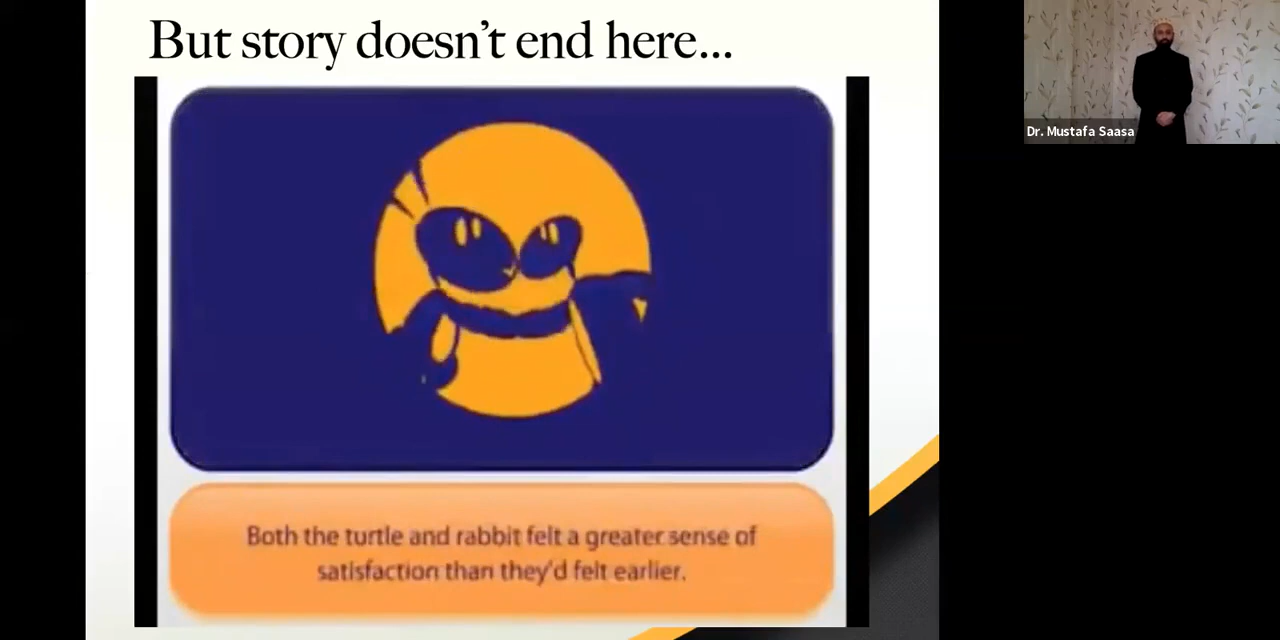 But story doesn’t end here...
Dr. Mustafa Saasa
Both the turtle and rabbit felt a greater sense of
satisfaction than they'd felt earlier.